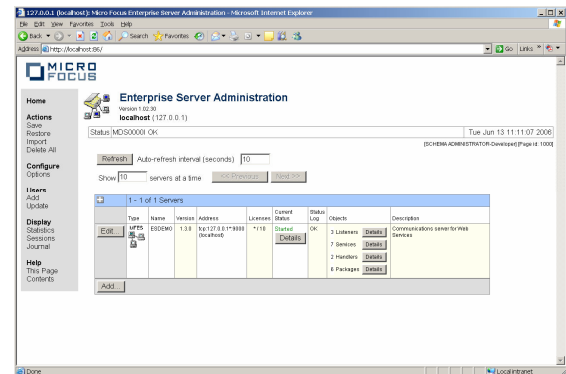 127.0.0.1 (localhost): Micro Focus Enterprise Server Administration - Microsoft Internet Explorer
File Edit View Favorites Tools Help
Back Search Favorites
Address http://localhost:86/ Go Links
MICRO FOCUS
Home
Actions
Save
Restore
Import
Delete All
Configure
Options
Users
Add
Update
Display
Statistics
Sessions
Journal
Help
This Page
Contents
Enterprise Server Administration
Version 1.02.30
localhost (127.0.0.1)
Status MDS0000I OK Tue Jun 13 11:11:07 2006
[SCHEMA ADMINISTRATOR-Developer] [Page id: 1000]
Refresh Auto-refresh interval (seconds) 10
Show 10 servers at a time << Previous Next >>
1 - 1 of 1 Servers
Type Name Version Address Licenses Current Status Status Log Objects Description
Edit... uFES ESDEMO 1.3.0 tcp:127.0.0.1*:9000 (localhost) * / 10 Started Details OK
3 Listeners Details Communications server for Web Services
7 Services Details
2 Handlers Details
6 Packages Details
Add...
Done Local intranet